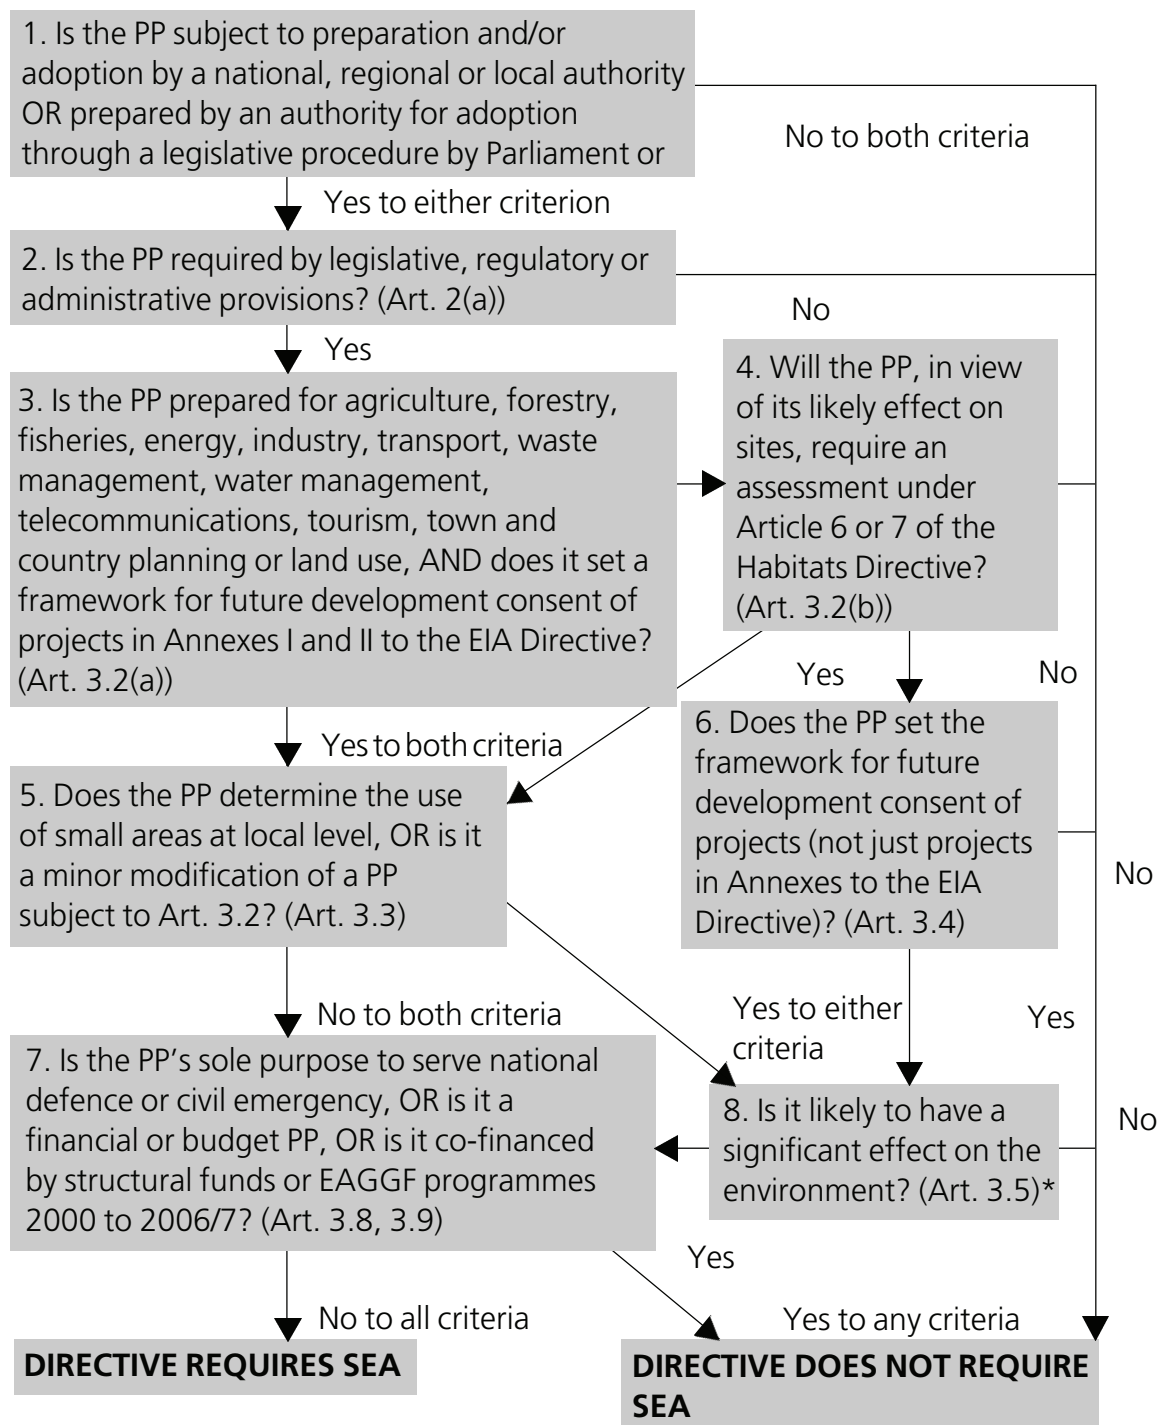 1. Is the PP subject to preparation and/or
adoption by a national, regional or local authority
OR prepared by an authority for adoption
through a legislative procedure by Parliament or
No to both criteria
Yes to either criterion
2. Is the PP required by legislative, regulatory or
administrative provisions? (Art. 2(a))
No
Yes
3. Is the PP prepared for agriculture, forestry,
fisheries, energy, industry, transport, waste
management, water management,
telecommunications, tourism, town and
country planning or land use, AND does it set a
framework for future development consent of
projects in Annexes I and II to the EIA Directive?
(Art. 3.2(a))
4. Will the PP, in view
of its likely effect on
sites, require an
assessment under
Article 6 or 7 of the
Habitats Directive?
(Art. 3.2(b))
Yes
No
Yes to both criteria
6. Does the PP set the
framework for future
development consent of
projects (not just projects
in Annexes to the EIA
Directive)? (Art. 3.4)
No
5. Does the PP determine the use
of small areas at local level, OR is it
a minor modification of a PP
subject to Art. 3.2? (Art. 3.3)
No to both criteria
Yes to either
criteria
Yes
7. Is the PP’s sole purpose to serve national
defence or civil emergency, OR is it a
financial or budget PP, OR is it co-financed
by structural funds or EAGGF programmes
2000 to 2006/7? (Art. 3.8, 3.9)
8. Is it likely to have a
significant effect on the
environment? (Art. 3.5)*
No
Yes
No to all criteria
Yes to any criteria
DIRECTIVE REQUIRES SEA
DIRECTIVE DOES NOT REQUIRE
SEA